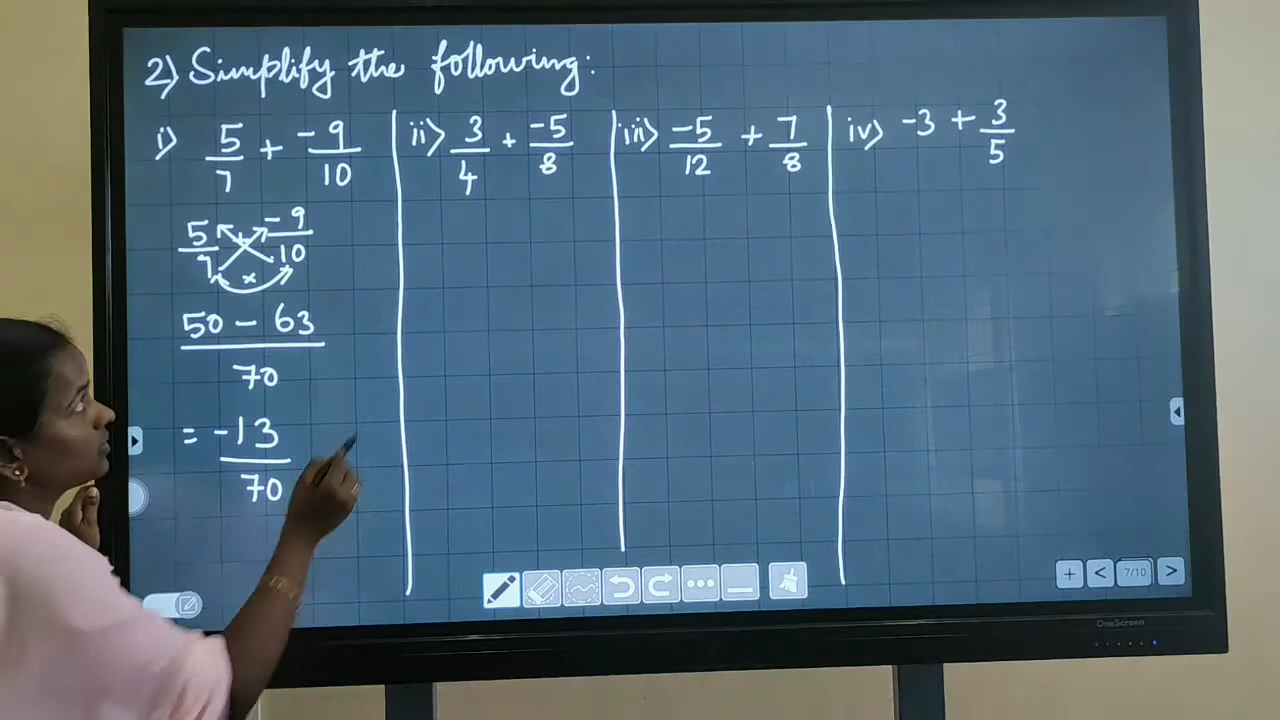 2) Simplify the following:
i) 5/7 + -9/10
5/7 + × -9/10
50 - 63 / 70
= -13/70
ii) 3/4 + -5/8
iii) -5/12 + 7/8
iv) -3 + 3/5
+ < 7/10 >
OneScreen